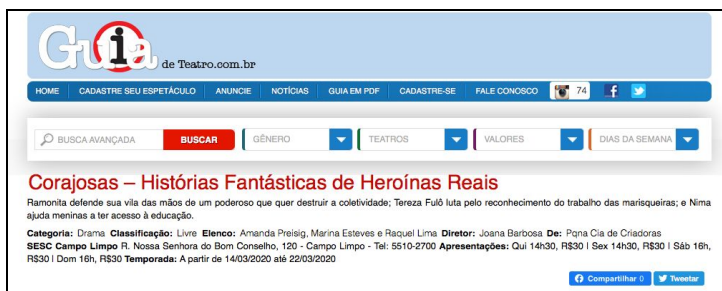 Guia
de Teatro.com.br
HOME CADASTRE SEU ESPETÁCULO ANUNCIE NOTÍCIAS GUIA EM PDF CADASTRE-SE FALE CONOSCO 74
BUSCA AVANÇADA BUSCAR GÊNERO TEATROS VALORES DIAS DA SEMANA
Corajosas – Histórias Fantásticas de Heroínas Reais
Ramonita defende sua vila das mãos de um poderoso que quer destruir a coletividade; Tereza Fulô luta pelo reconhecimento do trabalho das marisqueiras; e Nima
ajuda meninas a ter acesso à educação.
Categoria: Drama Classificação: Livre Elenco: Amanda Preisig, Marina Esteves e Raquel Lima Diretor: Joana Barbosa De: Pqna Cia de Criadoras
SESC Campo Limpo R. Nossa Senhora do Bom Conselho, 120 - Campo Limpo - Tel: 5510-2700 Apresentações: Qui 14h30, R$30 | Sex 14h30, R$30 | Sáb 16h,
R$30 | Dom 16h, R$30 Temporada: A partir de 14/03/2020 até 22/03/2020
Compartilhar 0 Tweetar